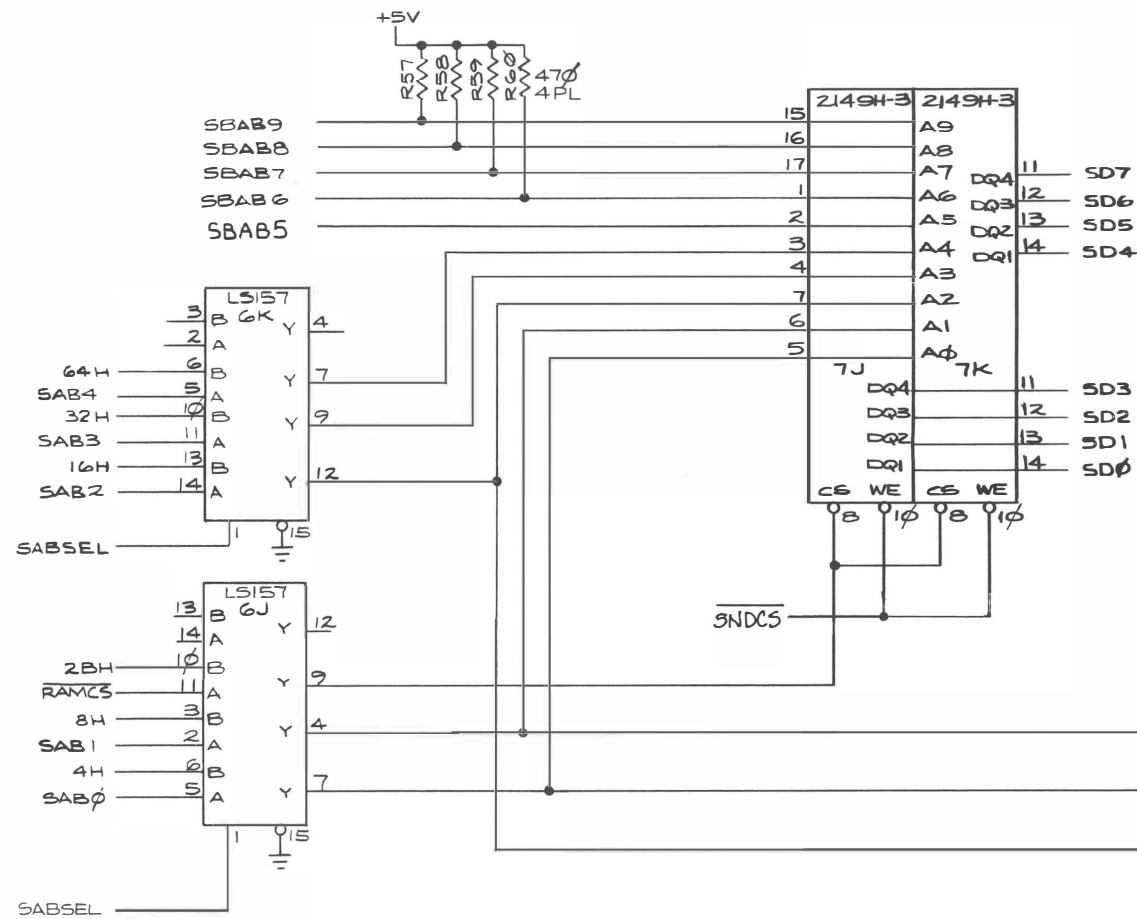 +5V
R57
R58
R59
R6Ø
47Ø
4PL
SBAB9
SBAB8
SBAB7
SBAB6
SBAB5
15
16
17
1
2
3
4
7
6
5
2149H-3
2149H-3
A9
A8
A7
A6
A5
A4
A3
A2
A1
AØ
7J
7K
DQ4
DQ3
DQ2
DQ1
11
12
13
14
SD7
SD6
SD5
SD4
DQ4
DQ3
DQ2
DQ1
11
12
13
14
SD3
SD2
SD1
SDØ
CS
WE
CS
WE
8
1Ø
8
1Ø
SNDCS
LS157
6K
3 B
2 A
64H 6 B
SAB4 5 A
32H 1Ø B
SAB3 11 A
16H 13 B
SAB2 14 A
Y 4
Y 7
Y 9
Y 12
SABSEL
1
15
LS157
6J
13 B
14 A
2BH 1Ø B
RAMCS 11 A
8H 3 B
SAB1 2 A
4H 6 B
SABØ 5 A
Y 12
Y 9
Y 4
Y 7
1
15
SABSEL